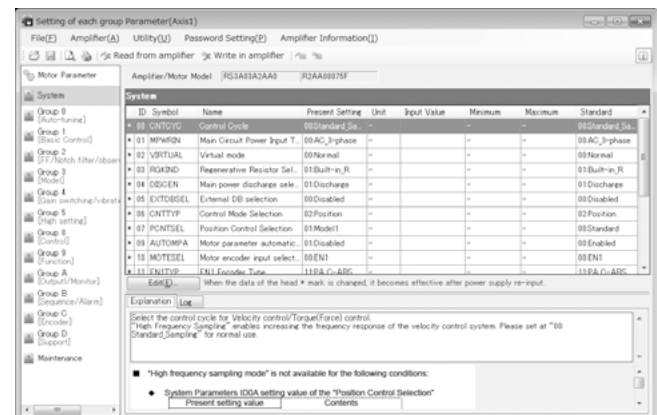 Setting of each group Parameter(Axis1)
File(F) Amplifier(A) Utility(U) Password Setting(P) Amplifier Information(I)
Read from amplifier Write in amplifier
Motor Parameter
Amplifier/Motor Model RS3A03A2AA0 R2AA08075F
System
System
ID Symbol Name Present Setting Unit Input Value Minimum Maximum Standard
* 00 CNTCYC Control Cycle 00:Standard_Sa... - - - 00:Standard_Sa...
* 01 MPWRIN Main Circuit Power Input T... 00:AC_3-phase - - - 00:AC_3-phase
* 02 VIRTUAL Virtual mode 00:Normal - - - 00:Normal
* 03 RGKIND Regenerative Resistor Sel... 01:Built-in_R - - - 01:Built-in_R
* 04 DISCEN Main power discharge sele... 01:Discharge - - - 01:Discharge
* 05 EXTDBSEL External DB selection 00:Disabled - - - 00:Disabled
* 06 CNTTYP Control Mode Selection 02:Position - - - 02:Position
* 07 PCNTSEL Position Control Selection 01:Model1 - - - 00:Standard
* 09 AUTOMPA Motor parameter automatic... 01:Disabled - - - 00:Enabled
* 10 MOTESEL Motor encoder input select... 00:EN1 - - - 00:EN1
* 11 EN1TYP EN1 Encoder Type 11:PA_C-ARS - - - 11:PA_C-ARS
Group 0
[Auto-tuning]
Group 1
[Basic Control]
Group 2
[FF/Notch filter/obser
Group 3
[Model]
Group 4
[Gain switching/vibrati
Group 5
[High setting]
Group 8
[Control]
Group 9
[Function]
Group A
[Output/Monitor]
Group B
[Sequence/Alarm]
Group C
[Encoder]
Group D
[Support]
Maintenance
Edit(E)... When the data of the head * mark is changed, it becomes effective after power supply re-input.
Explanation Log
Select the control cycle for Velocity control/Torque(Force) control.
"High Frequency Sampling" enables increasing the frequency response of the velocity control system. Please set at "00
Standard_Sampling" for normal use.
■ "High frequency sampling mode" is not available for the following conditions:
◆ System Parameters ID0A setting value of the "Position Control Selection"
Present setting value Contents